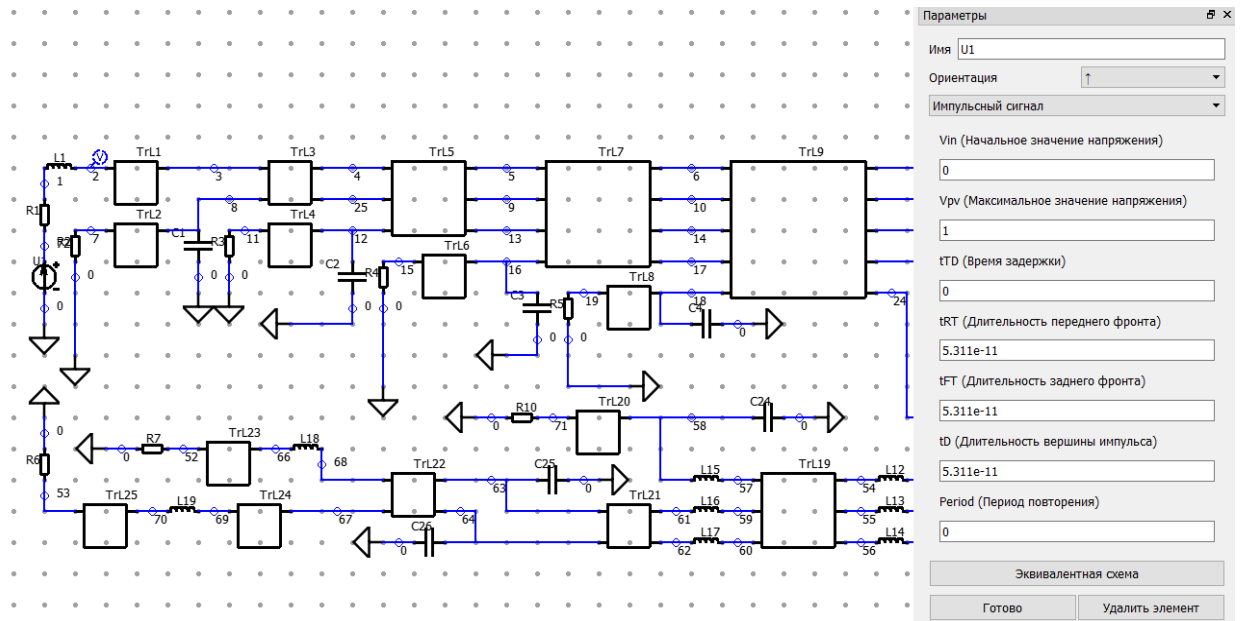 Параметры
Имя U1
Ориентация ↑
Импульсный сигнал
Vin (Начальное значение напряжения)
0
Vpv (Максимальное значение напряжения)
1
tTD (Время задержки)
0
tRT (Длительность переднего фронта)
5.311e-11
tFT (Длительность заднего фронта)
5.311e-11
tD (Длительность вершины импульса)
5.311e-11
Period (Период повторения)
0
Эквивалентная схема
Готово Удалить элемент
L1 V TrL1 TrL3 TrL5 TrL7 TrL9
1 2 3 4 5 6
R1 8 25 9 10
TrL2 TrL4
7 C1 R3 11 12 13 14
TrL6
C2 R4 15 16 17
TrL8
0 0 0 C3 R5 19 18 24
0 0 0 C4 0
0 0
R10 TrL20 C24
0 0 71 58 0
R7 TrL23 L18
R6 0 52 66 68 TrL22 C25 L15 TrL19 L12
53 63 0 57 54
TrL25 L19 TrL24 TrL21 L16 L13
70 69 67 64 61 59 55
C26 L17 L14
0 62 60 56